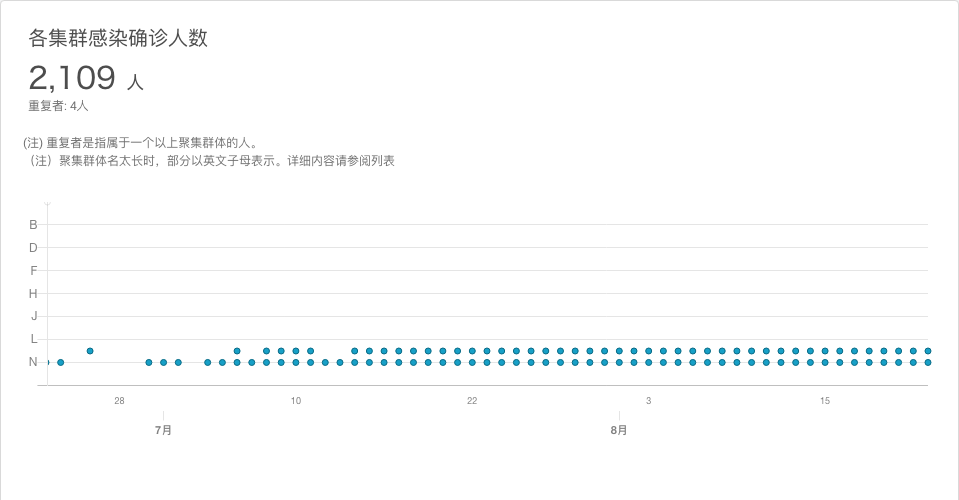 各集群感染确诊人数
2,109 人
重复者: 4人
(注) 重复者是指属于一个以上聚集群体的人。
（注）聚集群体名太长时，部分以英文子母表示。详细内容请参阅列表
B
D
F
H
J
L
N
28 10 22 3 15
7月 8月